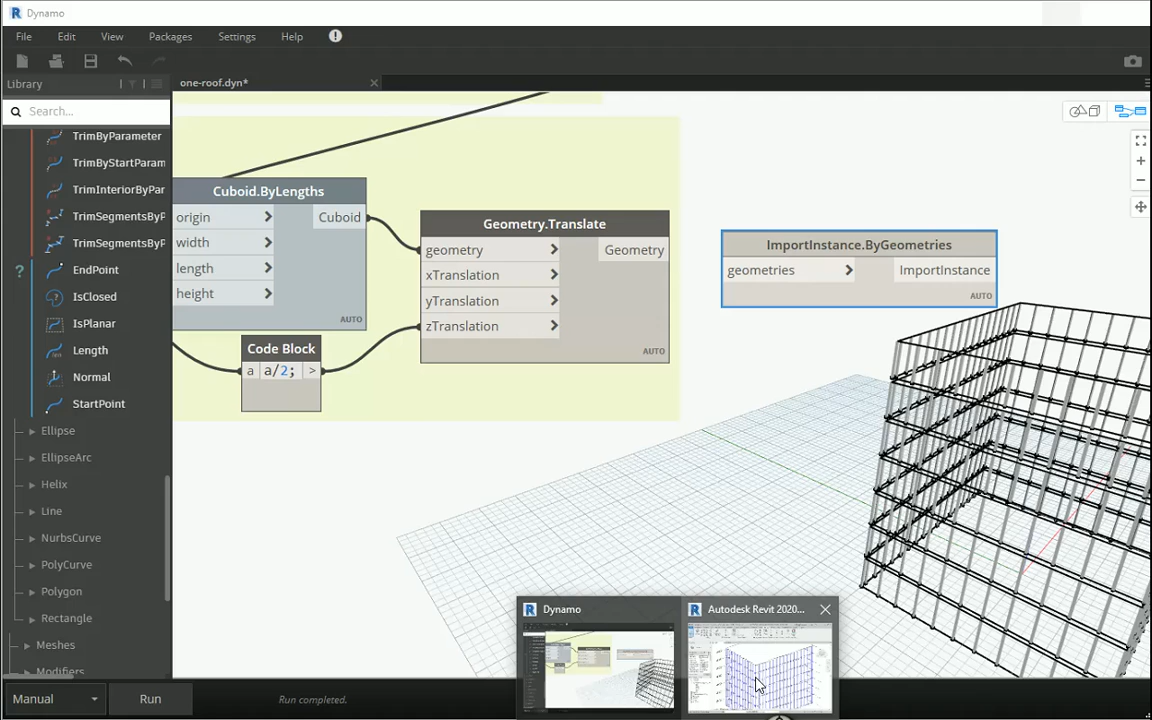 Dynamo
File Edit View Packages Settings Help
Library
one-roof.dyn*
Search...
TrimByParameter
TrimByStartParam
TrimInteriorByPar
TrimSegmentsByP
TrimSegmentsByP
? EndPoint
IsClosed
IsPlanar
Length
Normal
StartPoint
Ellipse
EllipseArc
Helix
Line
NurbsCurve
PolyCurve
Polygon
Rectangle
Meshes
Modifiers
Cuboid.ByLengths
origin > Cuboid
width >
length >
height >
AUTO
Code Block
a a/2; >
Geometry.Translate
geometry > Geometry
xTranslation >
yTranslation >
zTranslation >
AUTO
ImportInstance.ByGeometries
geometries > ImportInstance
AUTO
Dynamo
Autodesk Revit 2020...
Manual Run Run completed.